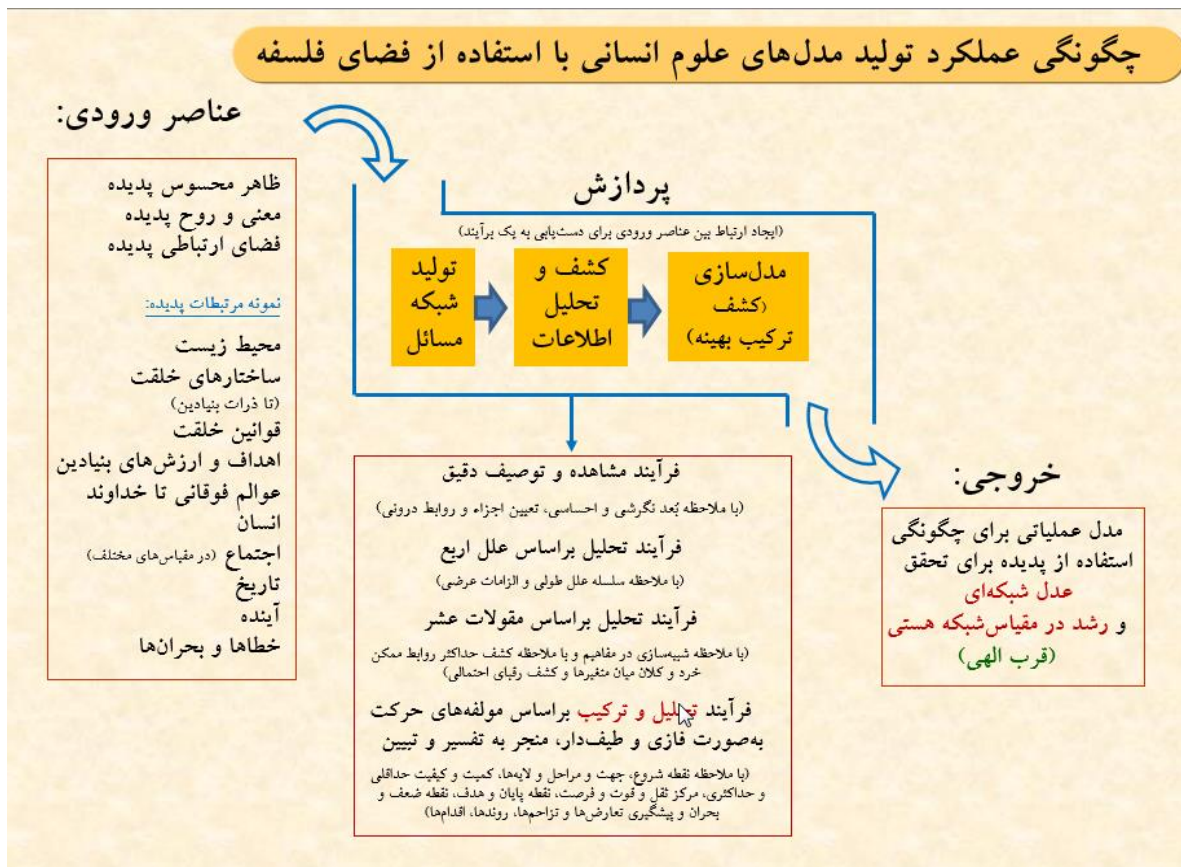 چگونگی عملکرد تولید مدل‌های علوم انسانی با استفاده از فضای فلسفه
عناصر ورودی:
ظاهر محسوس پدیده
معنی و روح پدیده
فضای ارتباطی پدیده
نمونه مرتبطات پدیده:
محیط زیست
ساختارهای خلقت
(تا ذرات بنیادین)
قوانین خلقت
اهداف و ارزش‌های بنیادین
عوالم فوقانی تا خداوند
انسان
اجتماع (در مقیاس‌های مختلف)
تاریخ
آینده
خطاها و بحران‌ها
پردازش
(ایجاد ارتباط بین عناصر ورودی برای دست‌یابی به یک برآیند)
تولید
شبکه
مسائل
کشف و
تحلیل
اطلاعات
مدل‌سازی
(کشف
ترکیب بهینه)
فرآیند مشاهده و توصیف دقیق
(با ملاحظه بُعد نگرشی و احساسی، تعیین اجزاء و روابط درونی)
فرآیند تحلیل براساس علل اربع
(با ملاحظه سلسله علل طولی و الزامات عرضی)
فرآیند تحلیل براساس مقولات عشر
(با ملاحظه شبیه‌سازی در مفاهیم و با ملاحظه کشف حداکثر روابط ممکن
خرد و کلان میان متغیرها و کشف رقبای احتمالی)
فرآیند تحلیل و ترکیب براساس مولفه‌های حرکت
به‌صورت فازی و طیف‌دار، منجر به تفسیر و تبیین
(با ملاحظه نقطه شروع، جهت و مراحل و لایه‌ها، کمیت و کیفیت حداقلی
و حداکثری، مرکز ثقل و قوت و فرصت، نقطه پایان و هدف، نقطه ضعف و
بحران و پیشگیری تعارض‌ها و تزاحم‌ها، روندها، اقدام‌ها)
خروجی:
مدل عملیاتی برای چگونگی
استفاده از پدیده برای تحقق
عدل شبکه‌ای
و رشد در مقیاس‌شبکه هستی
(قرب الهی)